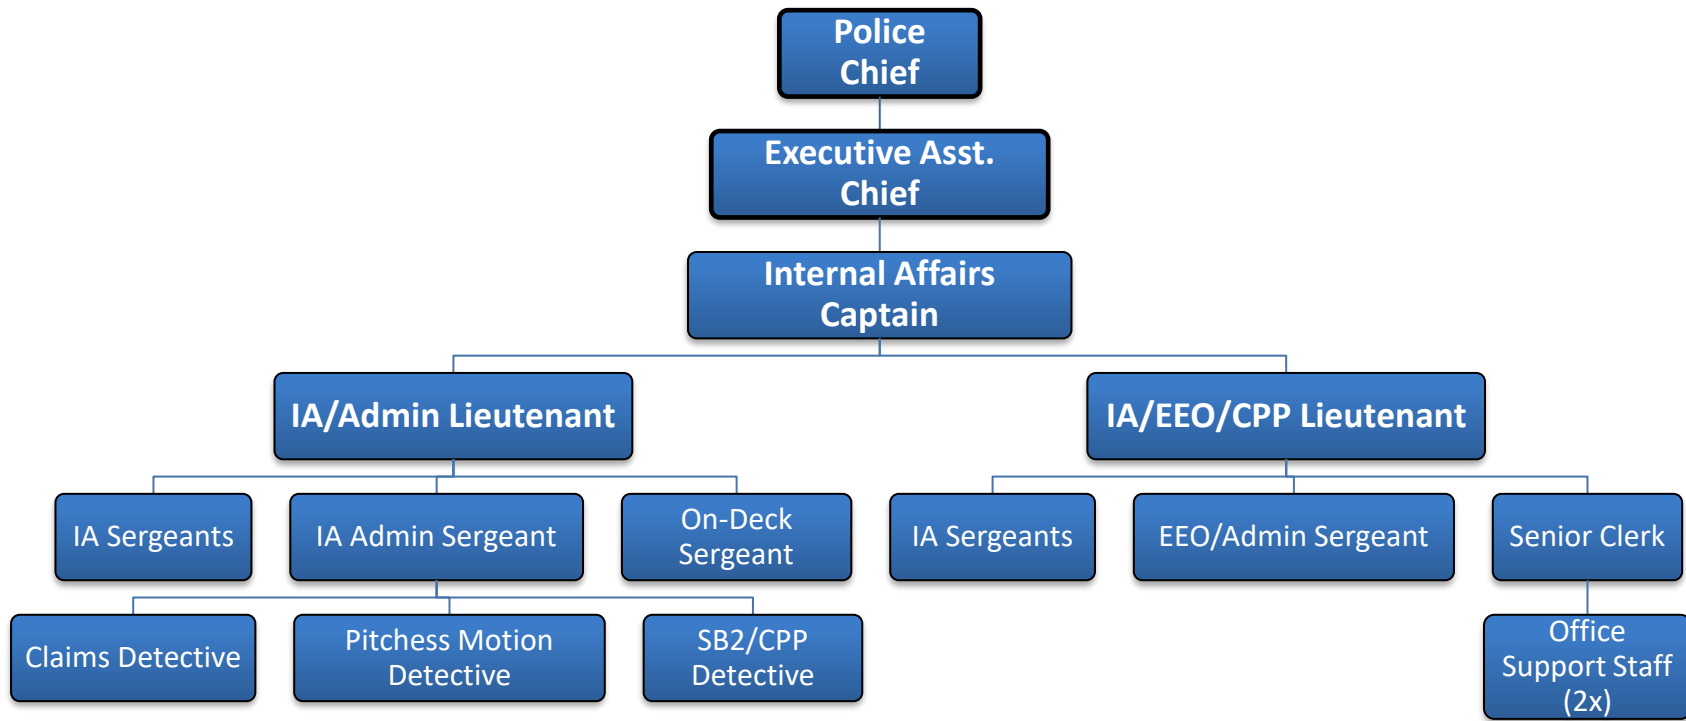 Police
Chief
Executive Asst.
Chief
Internal Affairs
Captain
IA/Admin Lieutenant
IA/EEO/CPP Lieutenant
IA Sergeants
IA Admin Sergeant
On-Deck
Sergeant
IA Sergeants
EEO/Admin Sergeant
Senior Clerk
Claims Detective
Pitchess Motion
Detective
SB2/CPP
Detective
Office
Support Staff
(2x)